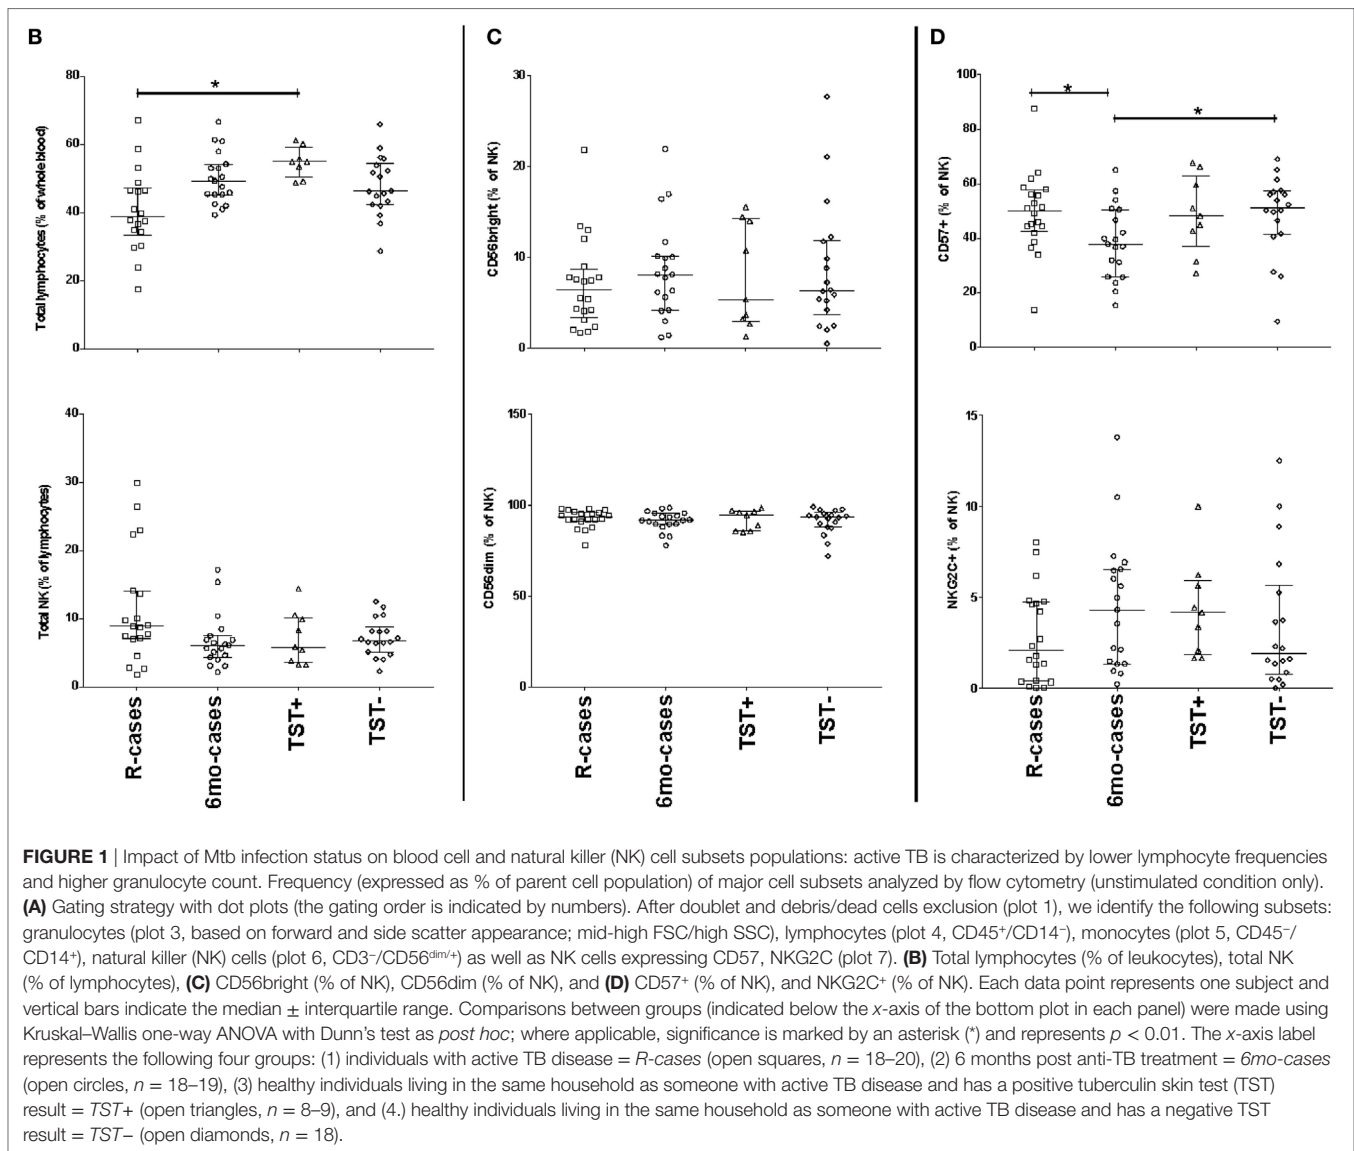 B
C
D
80
60
40
20
0
Total lymphocytes (% of whole blood)
*
40
30
20
10
0
Total NK (% of lymphocytes)
R-cases
6mo-cases
TST+
TST-
30
20
10
0
CD56bright (% of NK)
150
100
50
0
CD56dim (% of NK)
R-cases
6mo-cases
TST+
TST-
100
80
60
40
20
0
CD57+ (% of NK)
*
*
15
10
5
0
NKG2C+ (% of NK)
R-cases
6mo-cases
TST+
TST-
FIGURE 1 | Impact of Mtb infection status on blood cell and natural killer (NK) cell subsets populations: active TB is characterized by lower lymphocyte frequencies
and higher granulocyte count. Frequency (expressed as % of parent cell population) of major cell subsets analyzed by flow cytometry (unstimulated condition only).
(A) Gating strategy with dot plots (the gating order is indicated by numbers). After doublet and debris/dead cells exclusion (plot 1), we identify the following subsets:
granulocytes (plot 3, based on forward and side scatter appearance; mid-high FSC/high SSC), lymphocytes (plot 4, CD45⁺/CD14⁻), monocytes (plot 5, CD45⁻/
CD14⁺), natural killer (NK) cells (plot 6, CD3⁻/CD56ᵈⁱᵐ/⁺) as well as NK cells expressing CD57, NKG2C (plot 7). (B) Total lymphocytes (% of leukocytes), total NK
(% of lymphocytes), (C) CD56bright (% of NK), CD56dim (% of NK), and (D) CD57⁺ (% of NK), and NKG2C⁺ (% of NK). Each data point represents one subject and
vertical bars indicate the median ± interquartile range. Comparisons between groups (indicated below the x-axis of the bottom plot in each panel) were made using
Kruskal–Wallis one-way ANOVA with Dunn's test as post hoc; where applicable, significance is marked by an asterisk (*) and represents p < 0.01. The x-axis label
represents the following four groups: (1) individuals with active TB disease = R-cases (open squares, n = 18–20), (2) 6 months post anti-TB treatment = 6mo-cases
(open circles, n = 18–19), (3) healthy individuals living in the same household as someone with active TB disease and has a positive tuberculin skin test (TST)
result = TST+ (open triangles, n = 8–9), and (4.) healthy individuals living in the same household as someone with active TB disease and has a negative TST
result = TST− (open diamonds, n = 18).